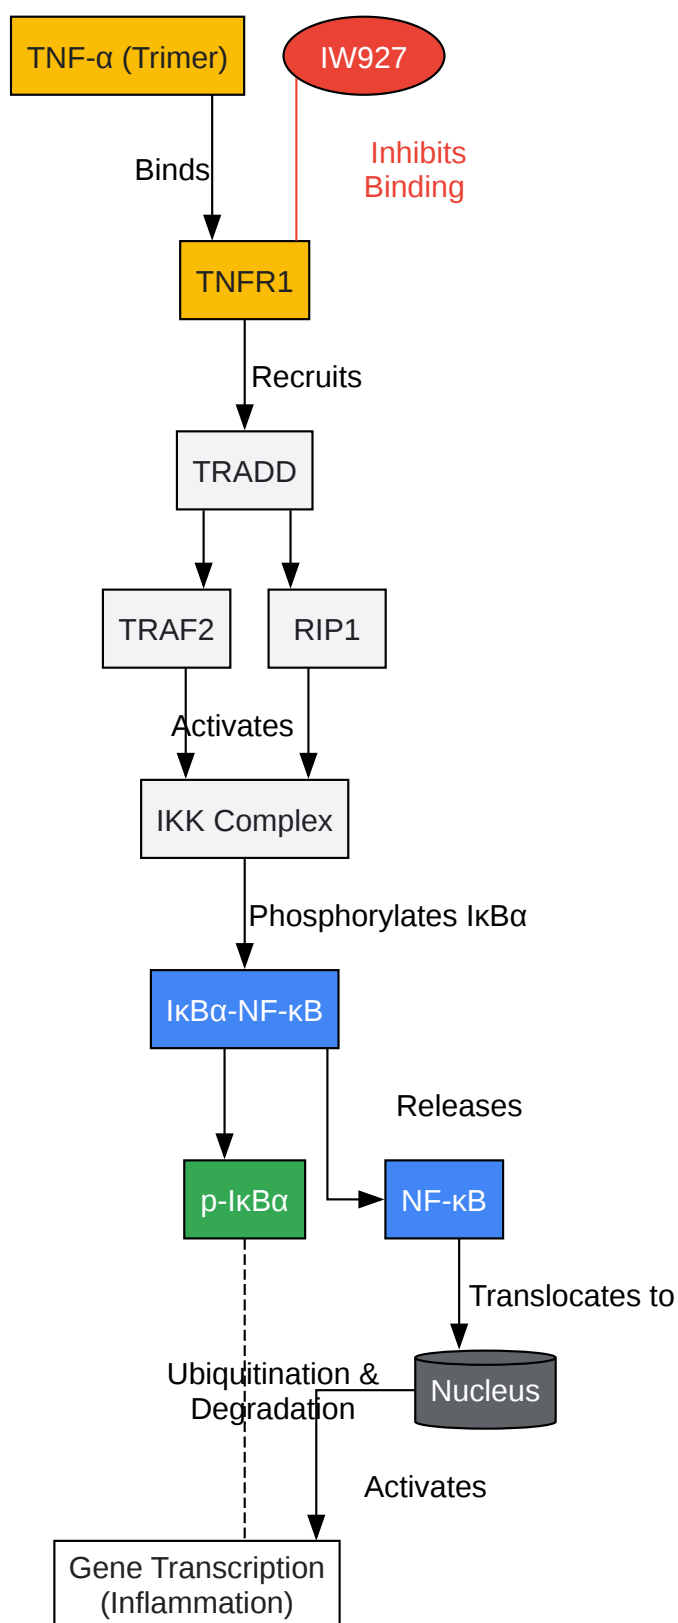 TNF-α (Trimer)
IW927
Inhibits
Binding
Binds
TNFR1
Recruits
TRADD
TRAF2
RIP1
Activates
IKK Complex
Phosphorylates IκBα
IκBα-NF-κB
Releases
p-IκBα
NF-κB
Translocates to
Ubiquitination &
Degradation
Nucleus
Activates
Gene Transcription
(Inflammation)